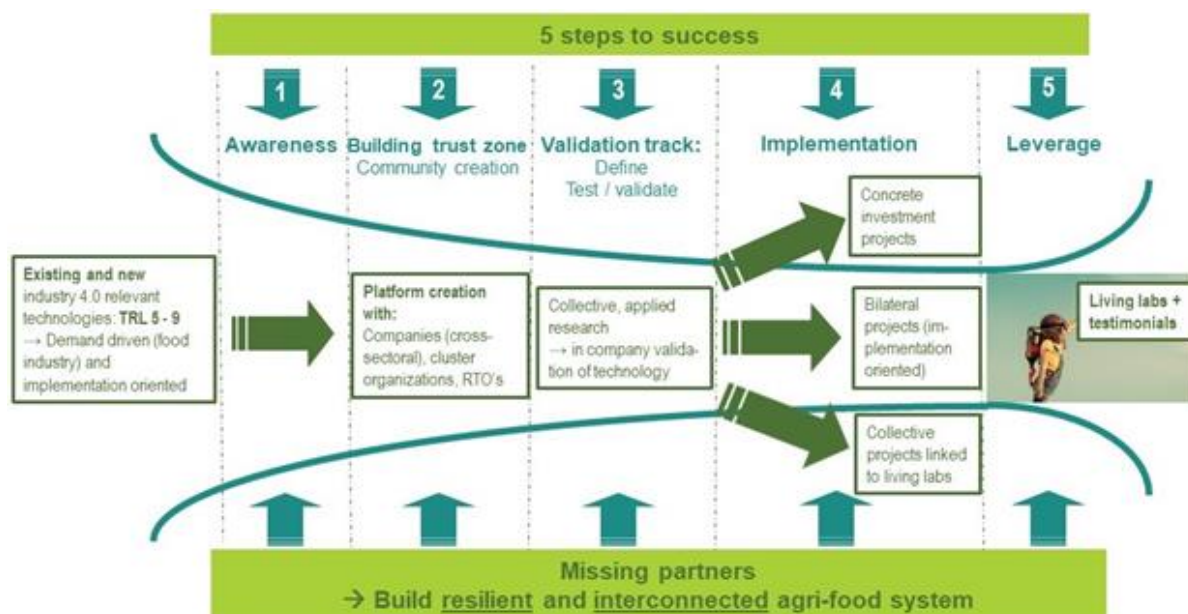 5 steps to success
1
2
3
4
5
Awareness
Building trust zone
Community creation
Validation track:
Define
Test / validate
Implementation
Leverage
Existing and new
industry 4.0 relevant
technologies: TRL 5 - 9
→ Demand driven (food
industry) and
implementation oriented
Platform creation
with:
Companies (cross-
sectoral), cluster
organizations, RTO's
Collective, applied
research
→ in company valida-
tion of technology
Concrete
investment
projects
Bilateral
projects (im-
plementation
oriented)
Collective
projects linked
to living labs
Living labs +
testimonials
Missing partners
→ Build resilient and interconnected agri-food system